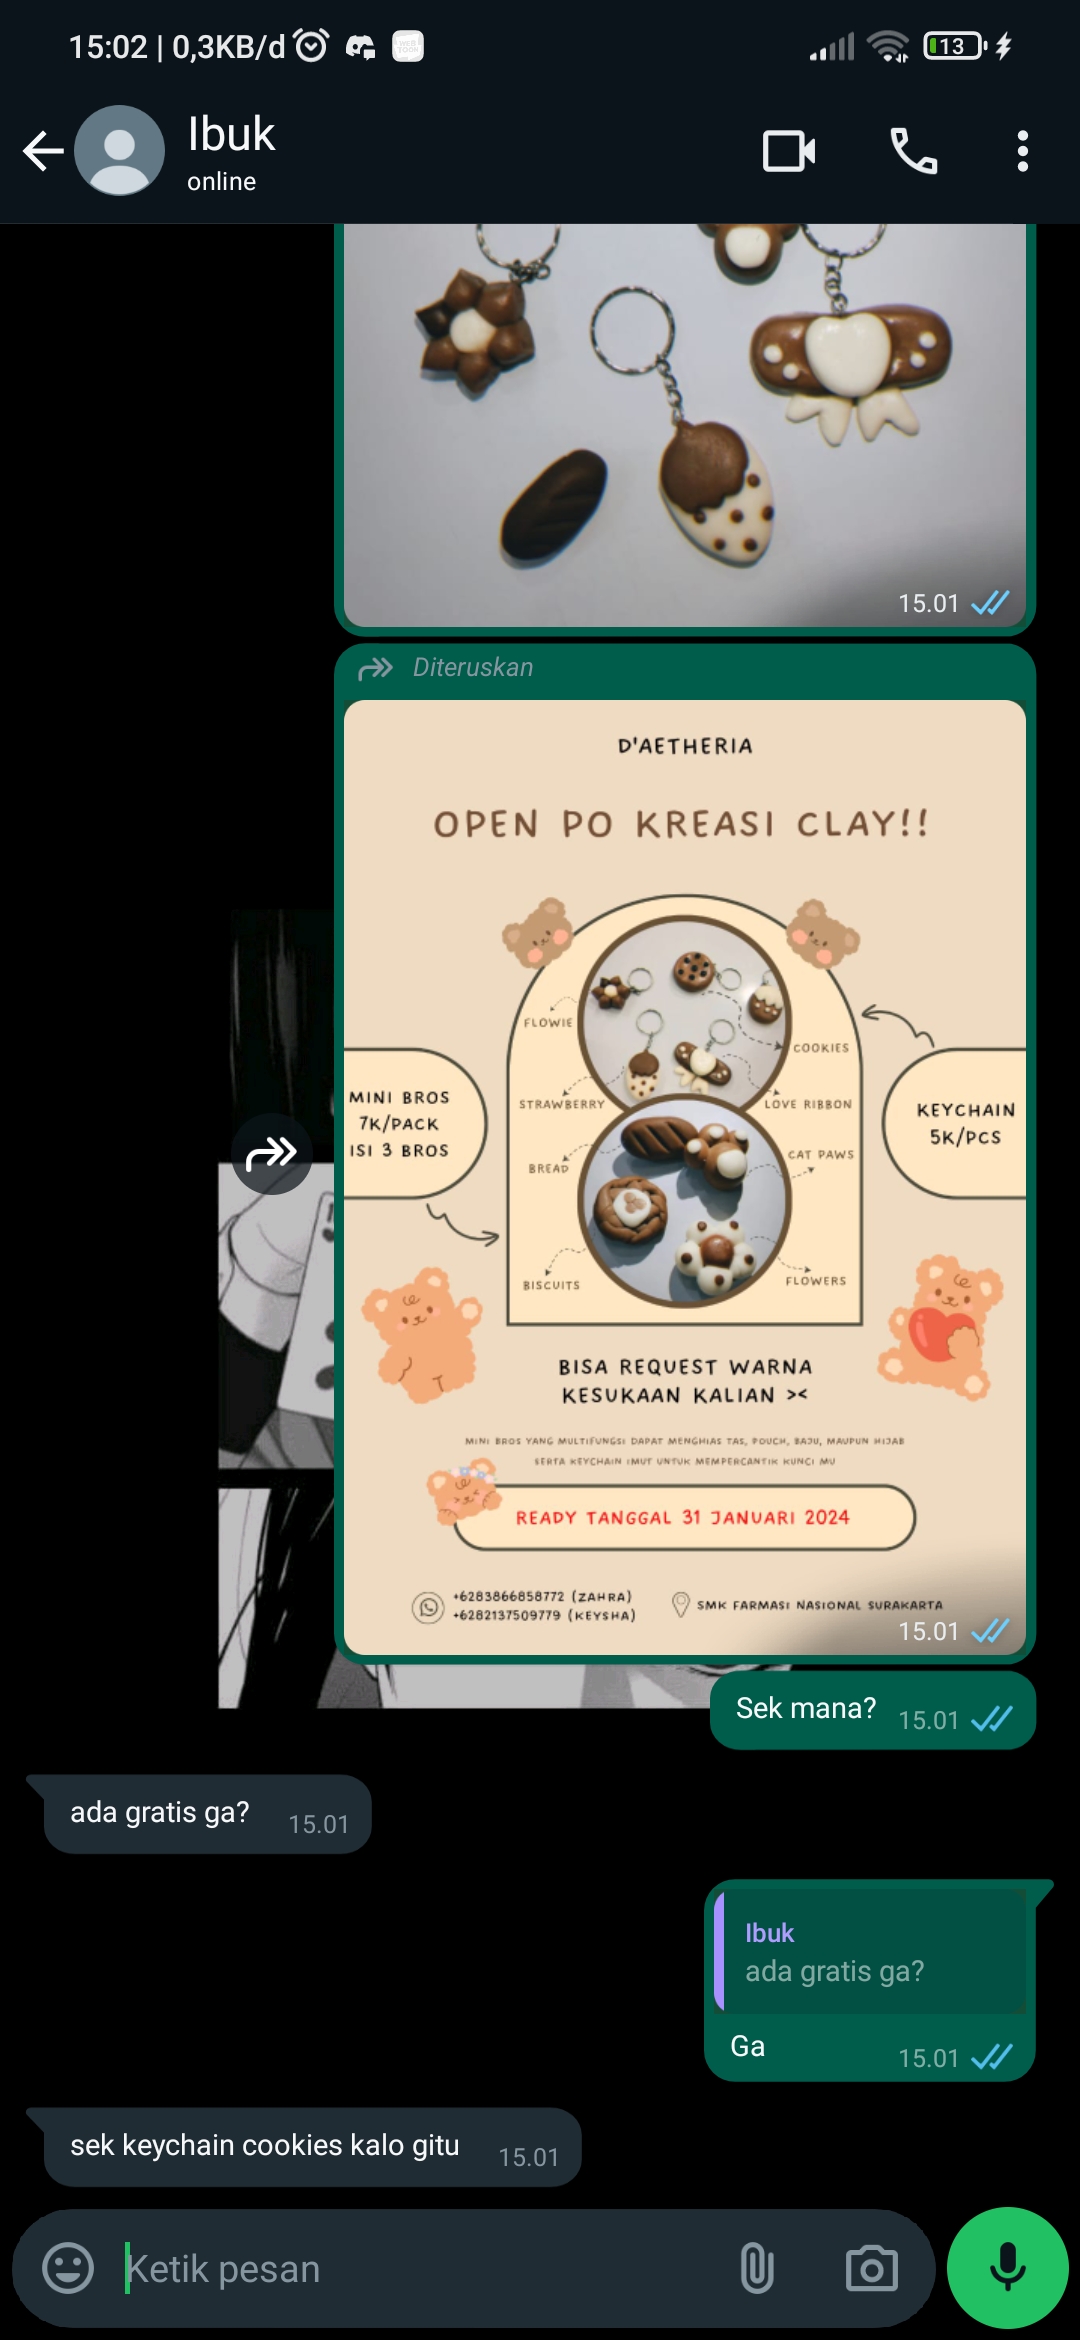 15:02 | 0,3KB/d
13
Ibuk
online
15.01
Diteruskan
D'AETHERIA
OPEN PO KREASI CLAY!!
FLOWIE
COOKIES
STRAWBERRY
LOVE RIBBON
MINI BROS
7K/PACK
ISI 3 BROS
KEYCHAIN
5K/PCS
BREAD
CAT PAWS
BISCUITS
FLOWERS
BISA REQUEST WARNA
KESUKAAN KALIAN ><
MINI BROS YANG MULTIFUNGSI DAPAT MENGHIAS TAS, POUCH, BAJU, MAUPUN HIJAB
SERTA KEYCHAIN IMUT UNTUK MEMPERCANTIK KUNCI MU
READY TANGGAL 31 JANUARI 2024
+6283866858772 (ZAHRA)
+6282137509779 (KEYSHA)
SMK FARMASI NASIONAL SURAKARTA
15.01
Sek mana? 15.01
ada gratis ga? 15.01
Ibuk
ada gratis ga?
Ga 15.01
sek keychain cookies kalo gitu 15.01
Ketik pesan